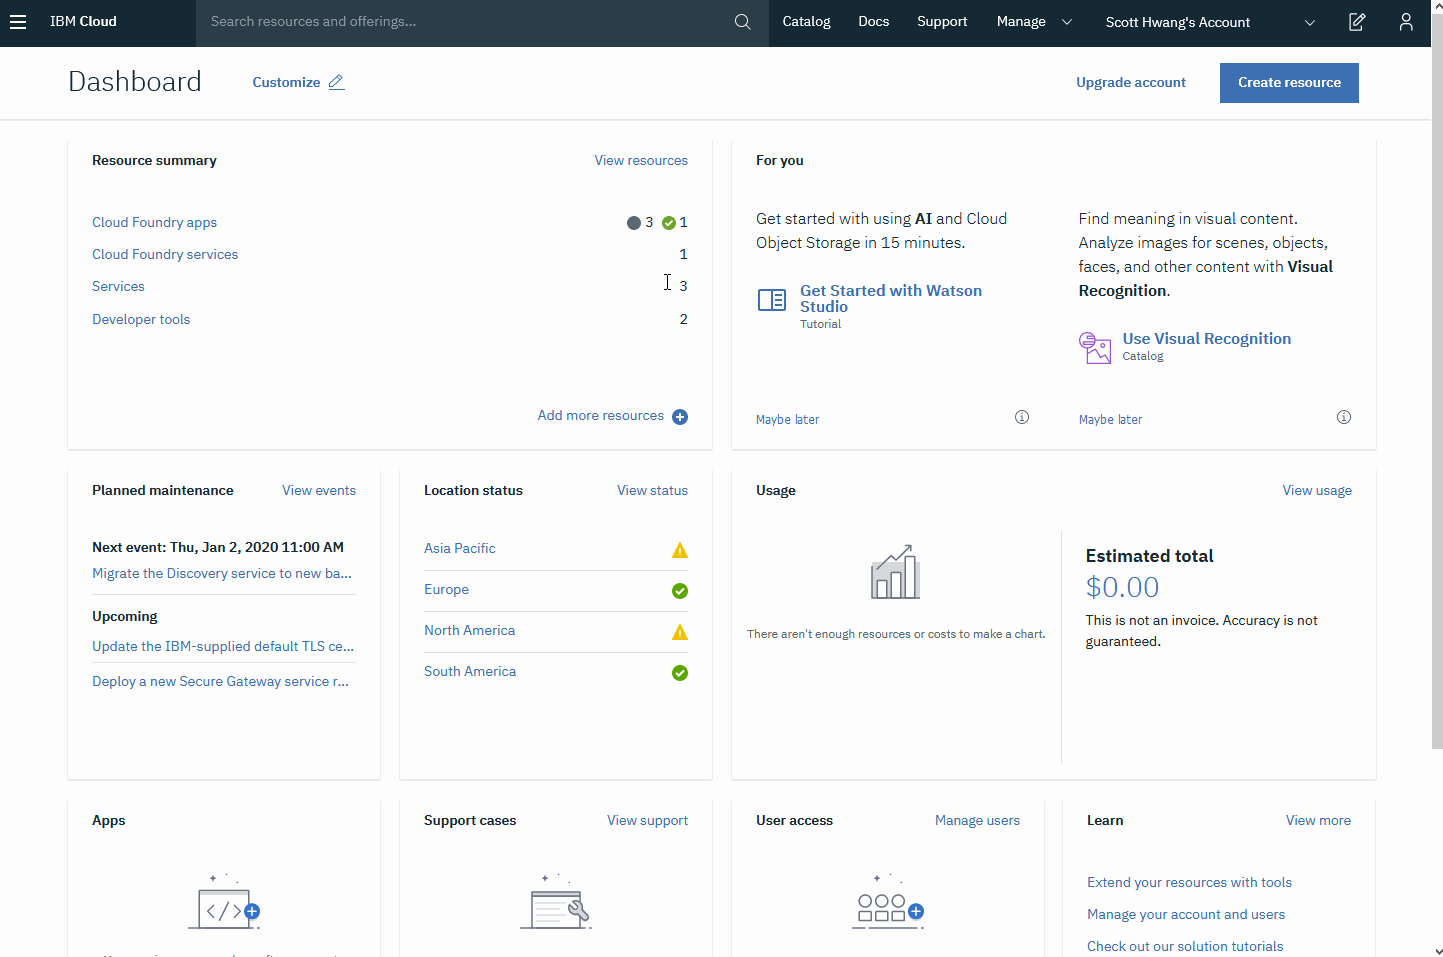 IBM Cloud
Search resources and offerings...
Catalog
Docs
Support
Manage
Scott Hwang's Account
Dashboard
Customize
Upgrade account
Create resource
Resource summary
View resources
Cloud Foundry apps
3
1
Cloud Foundry services
1
Services
3
Developer tools
2
Add more resources
For you
Get started with using AI and Cloud
Object Storage in 15 minutes.
Get Started with Watson
Studio
Tutorial
Maybe later
Find meaning in visual content.
Analyze images for scenes, objects,
faces, and other content with Visual
Recognition.
Use Visual Recognition
Catalog
Maybe later
Planned maintenance
View events
Next event: Thu, Jan 2, 2020 11:00 AM
Migrate the Discovery service to new ba...
Upcoming
Update the IBM-supplied default TLS ce...
Deploy a new Secure Gateway service r...
Location status
View status
Asia Pacific
Europe
North America
South America
Usage
View usage
There aren't enough resources or costs to make a chart.
Estimated total
$0.00
This is not an invoice. Accuracy is not
guaranteed.
Apps
Support cases
View support
User access
Manage users
Learn
View more
Extend your resources with tools
Manage your account and users
Check out our solution tutorials